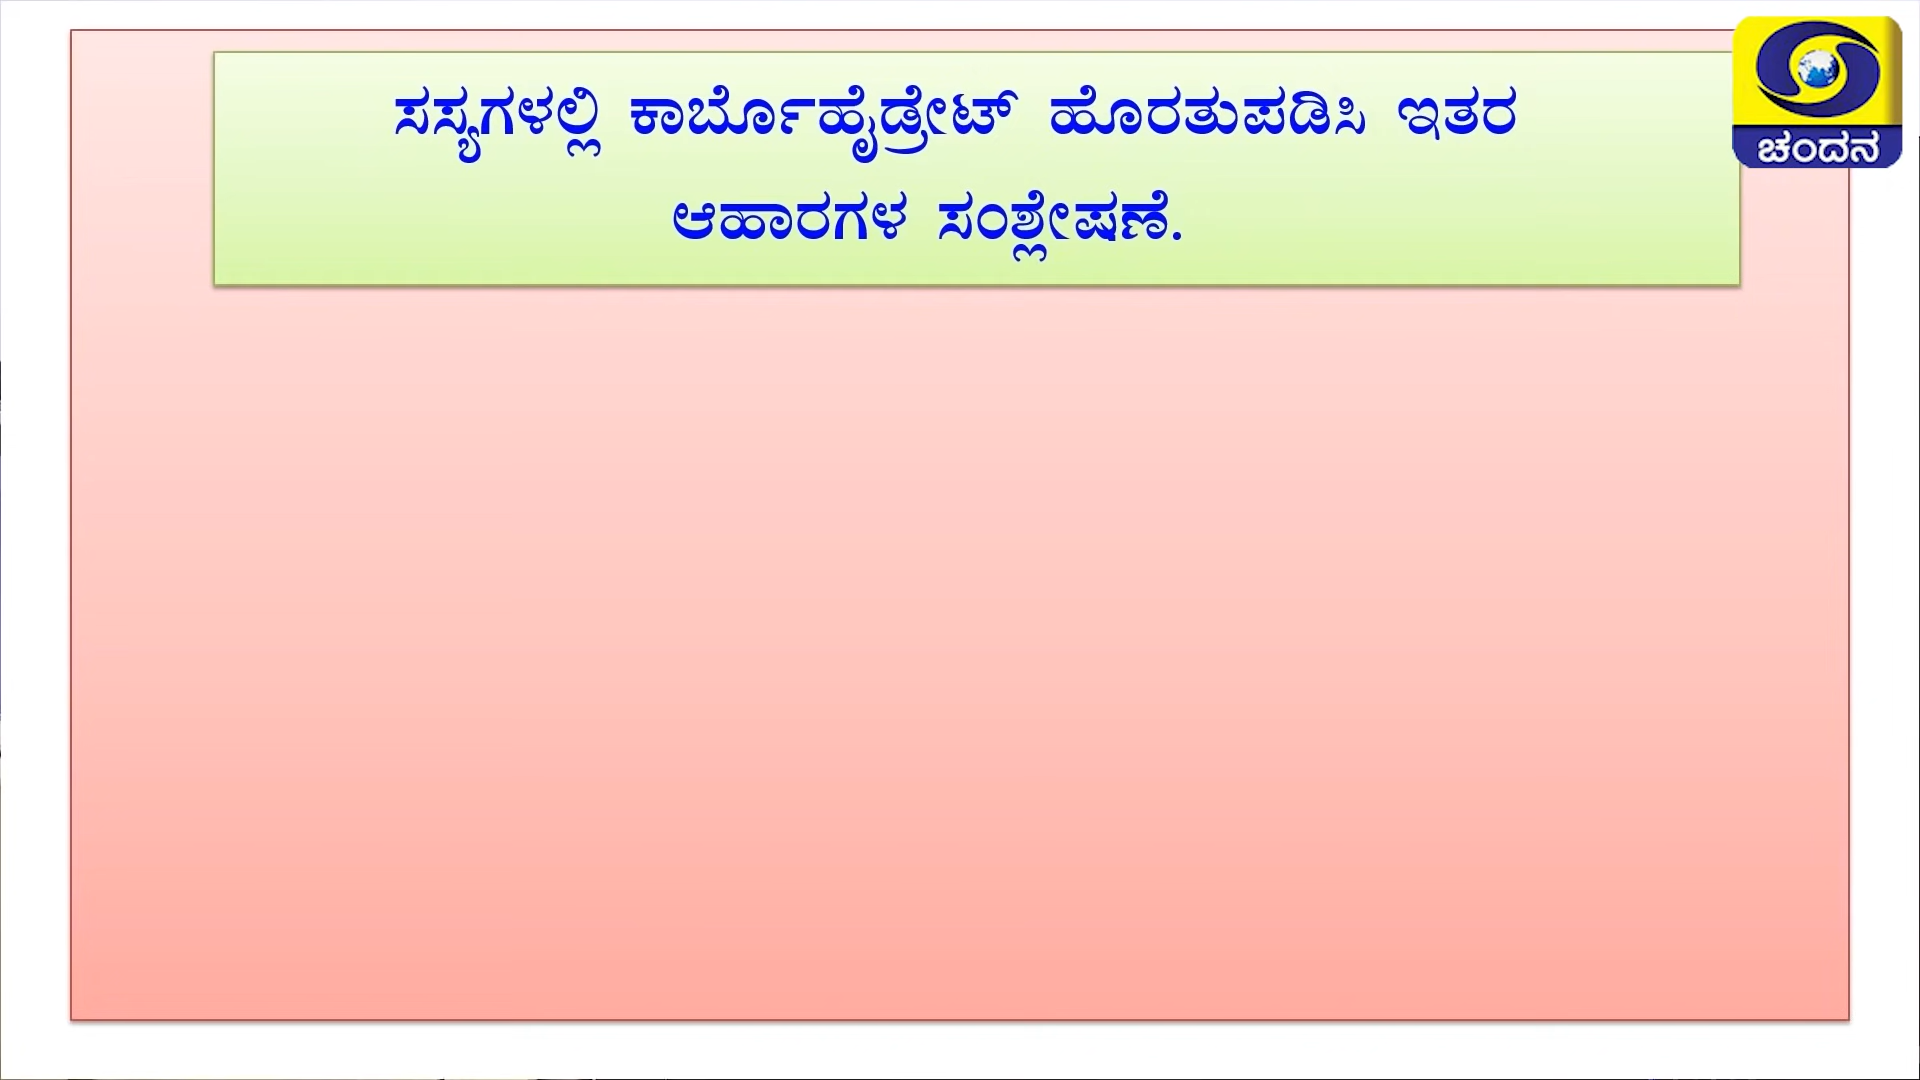 ಸಸ್ಯಗಳಲ್ಲಿ ಕಾರ್ಬೊಹೈಡ್ರೇಟ್ ಹೊರತುಪಡಿಸಿ ಇತರ
ಆಹಾರಗಳ ಸಂಶ್ಲೇಷಣೆ.
ಚಂದನ